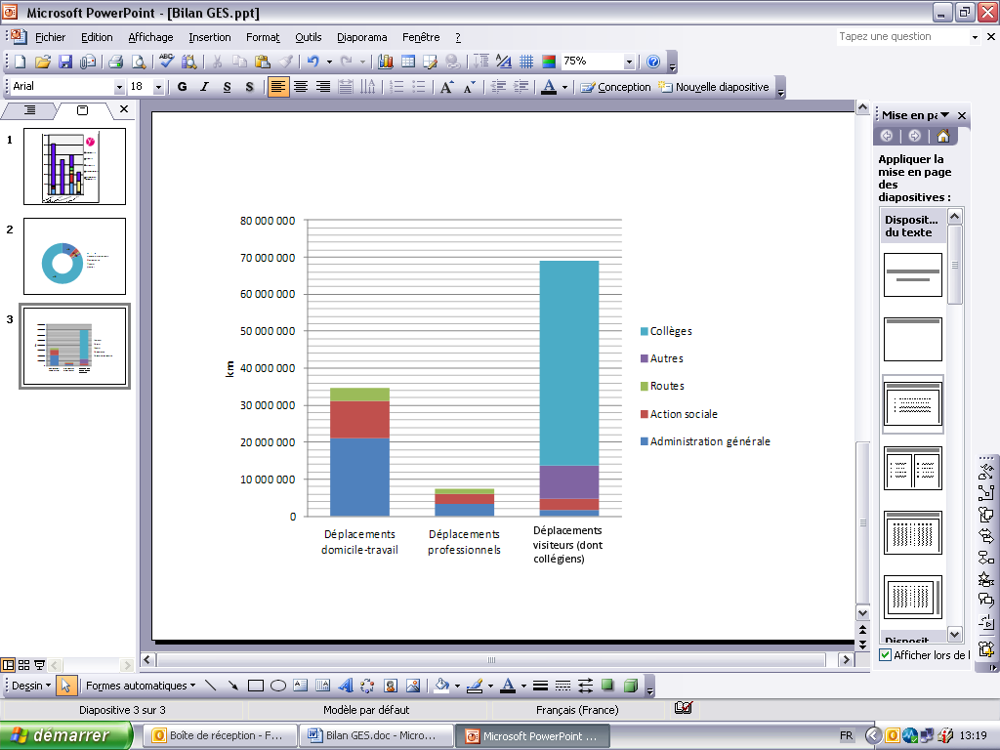 Microsoft PowerPoint - [Bilan GES.ppt]
Fichier Edition Affichage Insertion Format Outils Diaporama Fenêtre ?
Tapez une question
75%
Arial 18 G I S S Conception Nouvelle diapositive
Mise en pa
Appliquer la
mise en page
des
diapositives :
Disposit...
du texte
1
2
3
80 000 000
70 000 000
60 000 000
50 000 000
40 000 000
30 000 000
20 000 000
10 000 000
0
km
Déplacements
domicile-travail
Déplacements
professionnels
Déplacements
visiteurs (dont
collégiens)
Collèges
Autres
Routes
Action sociale
Administration générale
Afficher lors de l
Dessin Formes automatiques
Diapositive 3 sur 3 Modèle par défaut Français (France)
démarrer Boîte de réception - F... Bilan GES.doc - Micro... Microsoft PowerPoint ... FR 13:19